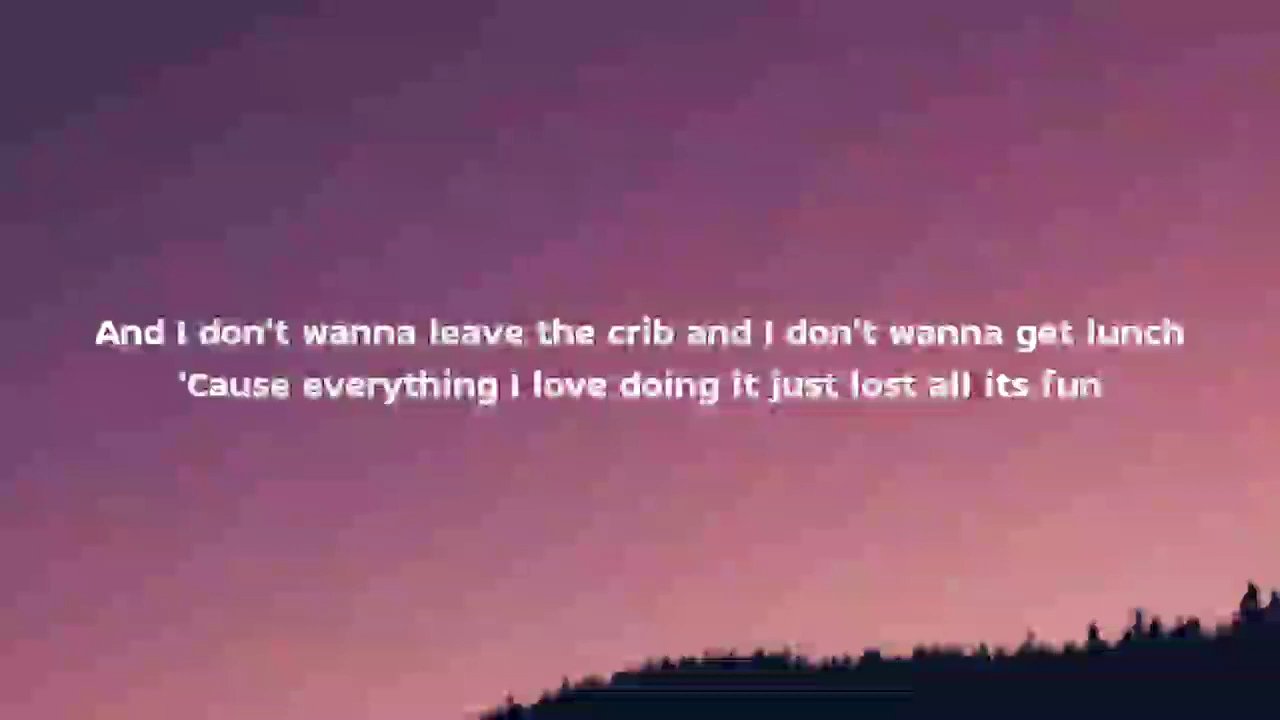 And I don't wanna leave the crib and I don't wanna get lunch
'Cause everything I love doing it just lost all its fun